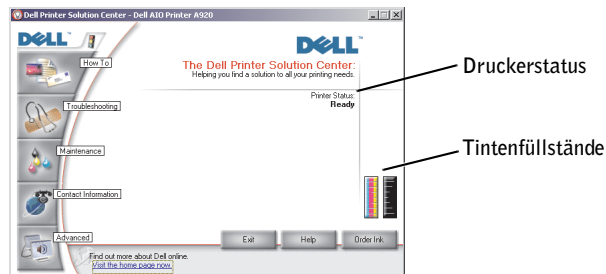 Dell Printer Solution Center - Dell AIO Printer A920
DELL™
DELL™
How To
The Dell Printer Solution Center:
Helping you find a solution to all your printing needs.
Druckerstatus
Printer Status:
Ready
Troubleshooting
Maintenance
Tintenfüllstände
Contact Information
Advanced
Exit Help Order Ink
Find out more about Dell online.
Visit the home page now.